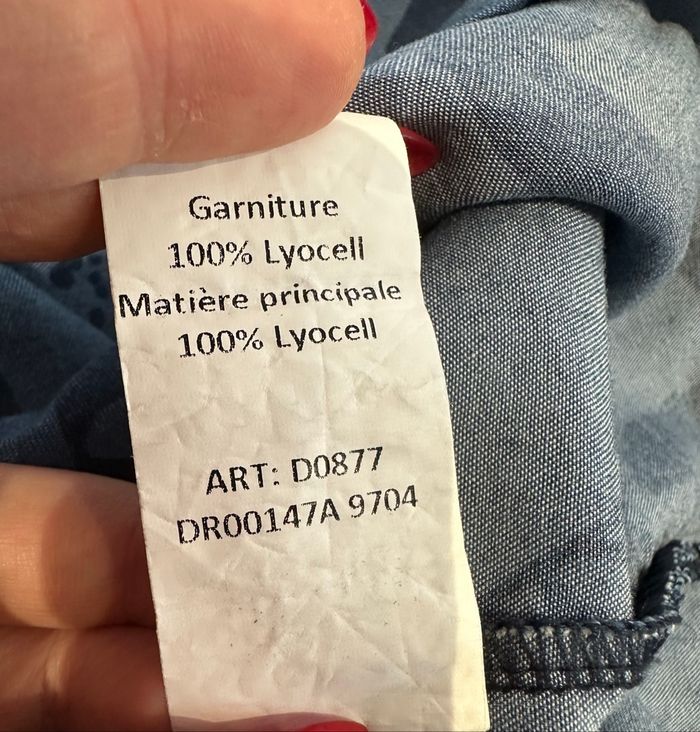 Garniture
100% Lyocell
Matière principale
100% Lyocell
ART: D0877
DR00147A 9704